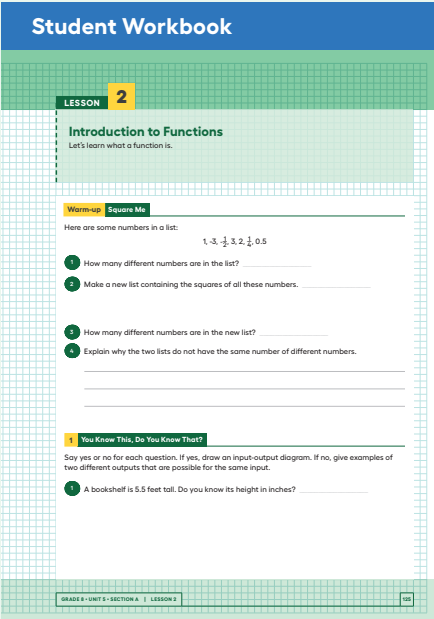 Student Workbook
LESSON 2
Introduction to Functions
Let's learn what a function is.
Warm-up Square Me
Here are some numbers in a list:
1, -3, -1/2, 3, 2, 1/4, 0.5
1 How many different numbers are in the list?
2 Make a new list containing the squares of all these numbers.
3 How many different numbers are in the new list?
4 Explain why the two lists do not have the same number of different numbers.
1 You Know This, Do You Know That?
Say yes or no for each question. If yes, draw an input-output diagram. If no, give examples of
two different outputs that are possible for the same input.
1 A bookshelf is 5.5 feet tall. Do you know its height in inches?
GRADE 8 • UNIT 5 • SECTION A | LESSON 2
125